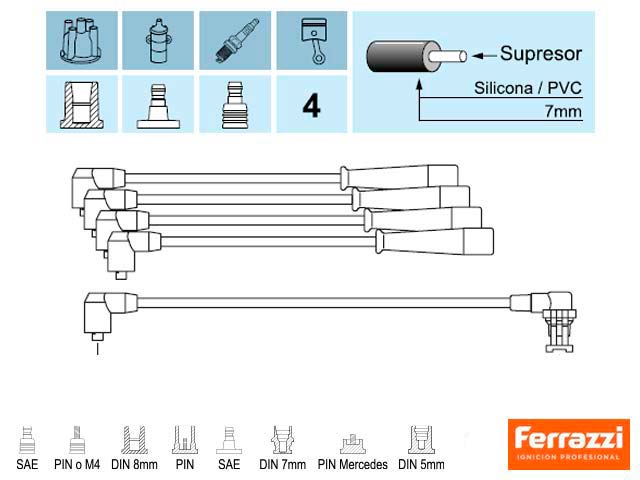 Supresor
Silicona / PVC
4
7mm
SAE PIN o M4 DIN 8mm PIN SAE DIN 7mm PIN Mercedes DIN 5mm
Ferrazzi
IGNICION PROFESIONAL